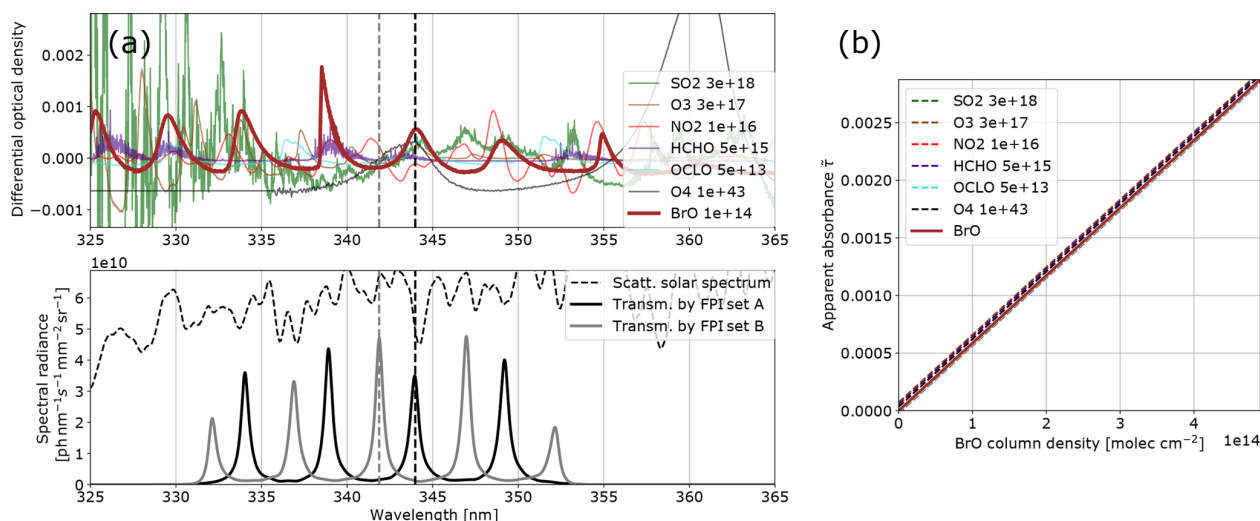 (a)
Differential optical density
0.002
0.001
0.000
−0.001
SO2 3e+18
O3 3e+17
NO2 1e+16
HCHO 5e+15
OCLO 5e+13
O4 1e+43
BrO 1e+14
325 330 335 340 345 350 355 360 365
1e10
Spectral radiance
[ph nm⁻¹s⁻¹mm⁻²sr⁻¹]
6
5
4
3
2
1
0
Scatt. solar spectrum
Transm. by FPI set A
Transm. by FPI set B
325 330 335 340 345 350 355 360 365
Wavelength [nm]
(b)
Apparent absorbance τ̃
0.0025
0.0020
0.0015
0.0010
0.0005
0.0000
SO2 3e+18
O3 3e+17
NO2 1e+16
HCHO 5e+15
OCLO 5e+13
O4 1e+43
BrO
0 1 2 3 4
BrO column density [molec cm⁻²] 1e14